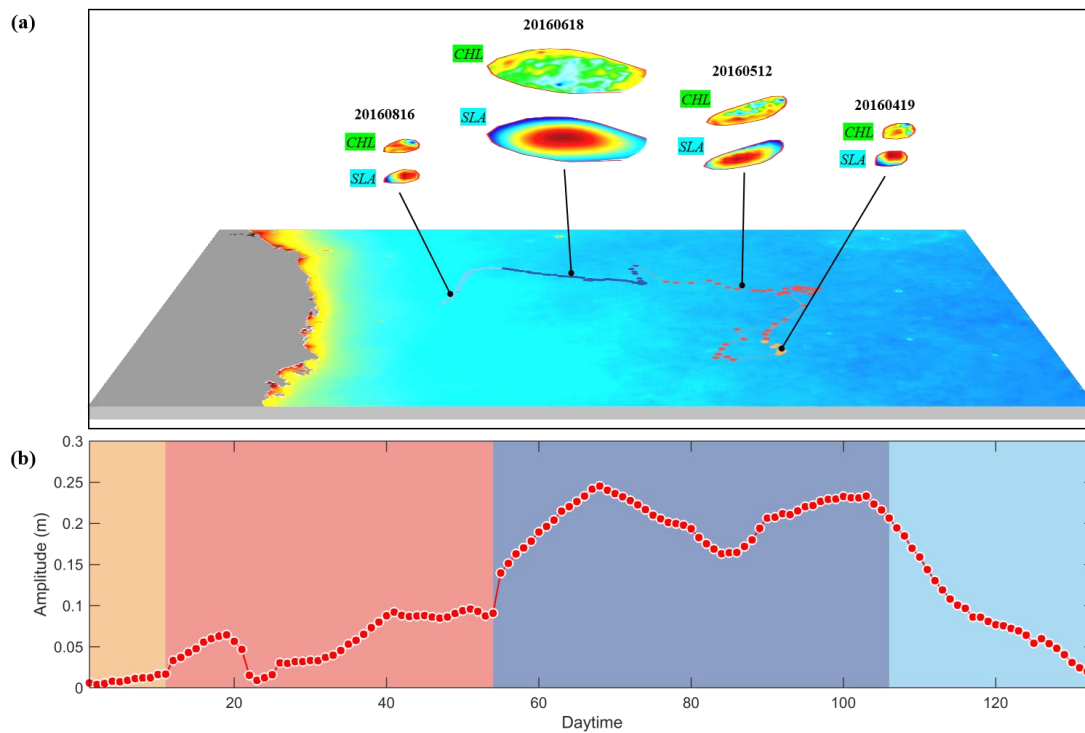 (a)
20160618
CHL
SLA
20160512
CHL
SLA
20160816
CHL
SLA
20160419
CHL
SLA
(b)
0.3
0.25
0.2
0.15
0.1
0.05
0
Amplitude (m)
20 40 60 80 100 120
Daytime